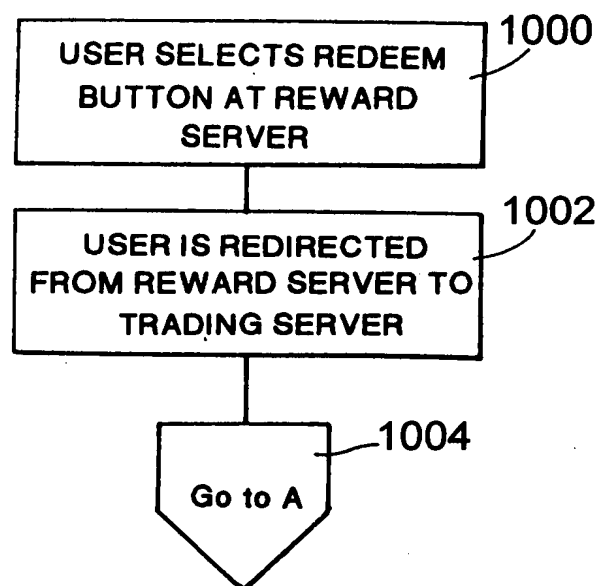 1000
USER SELECTS REDEEM
BUTTON AT REWARD
SERVER
1002
USER IS REDIRECTED
FROM REWARD SERVER TO
TRADING SERVER
1004
Go to A